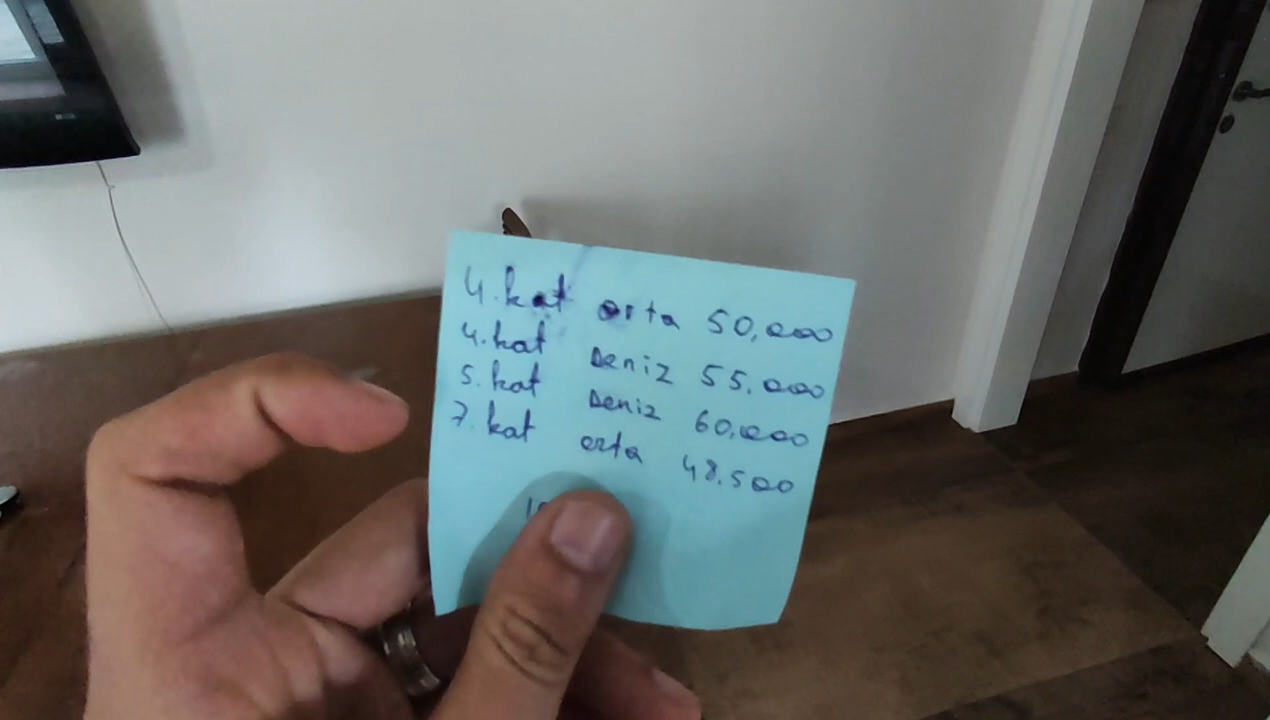 4.kat orta 50,000
4.kat Deniz 55.000
5.kat Deniz 60,000
7.kat orta 48.500